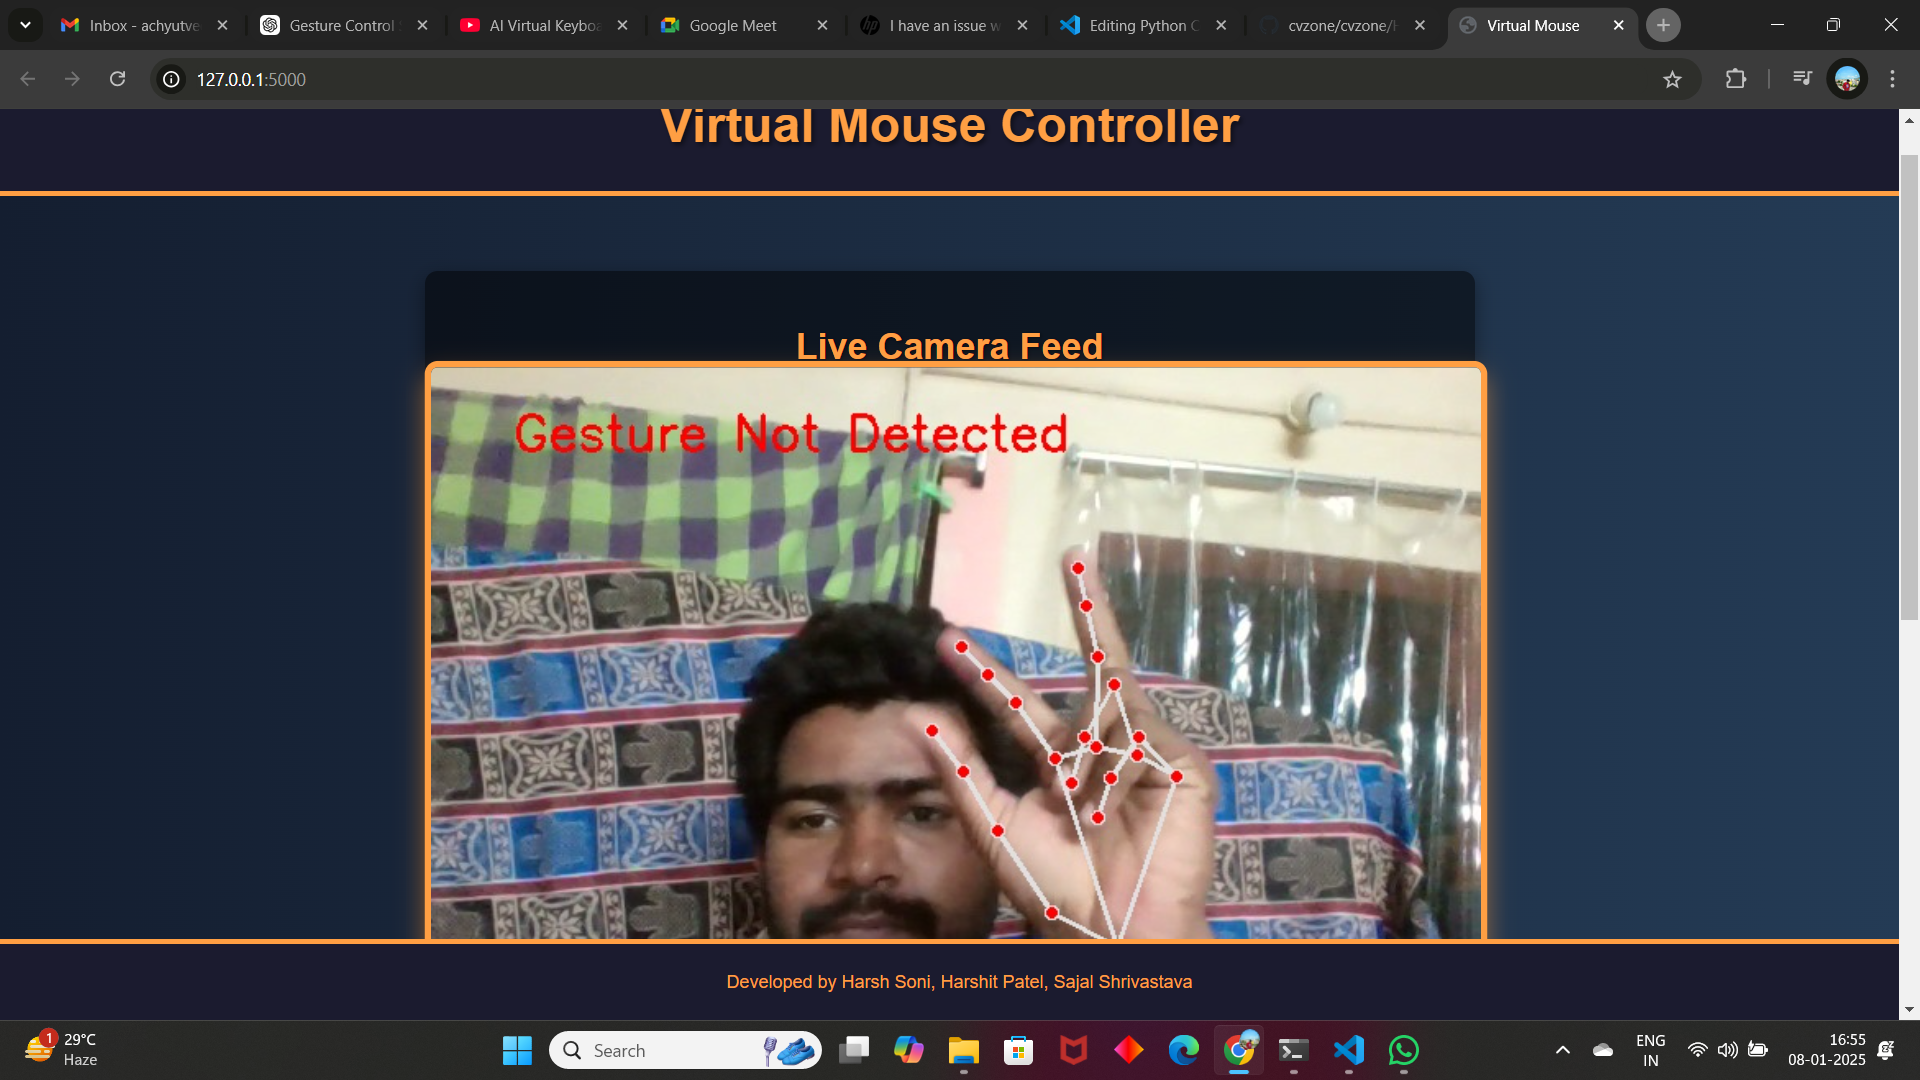 Inbox - achyutve
Gesture Control
AI Virtual Keybo
Google Meet
I have an issue w
Editing Python C
cvzone/cvzone/
Virtual Mouse
127.0.0.1:5000
Virtual Mouse Controller
Live Camera Feed
Gesture Not Detected
Developed by Harsh Soni, Harshit Patel, Sajal Shrivastava
1
29°C
Haze
Search
ENG
IN
16:55
08-01-2025